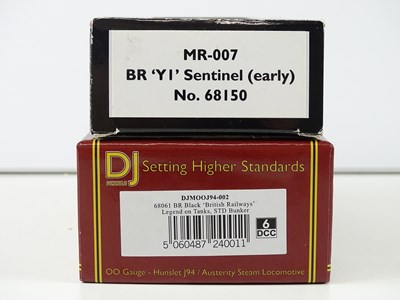 MR-007
BR 'Y1' Sentinel (early)
No. 68150
DJ
MODELS
Setting Higher Standards
DJMOOJ94-002
68061 BR Black 'British Railways'
Legend on Tanks, STD Bunker
5 060487 240011
6
DCC
OO Gauge - Hunslet J94 / Austerity Steam Locomotive